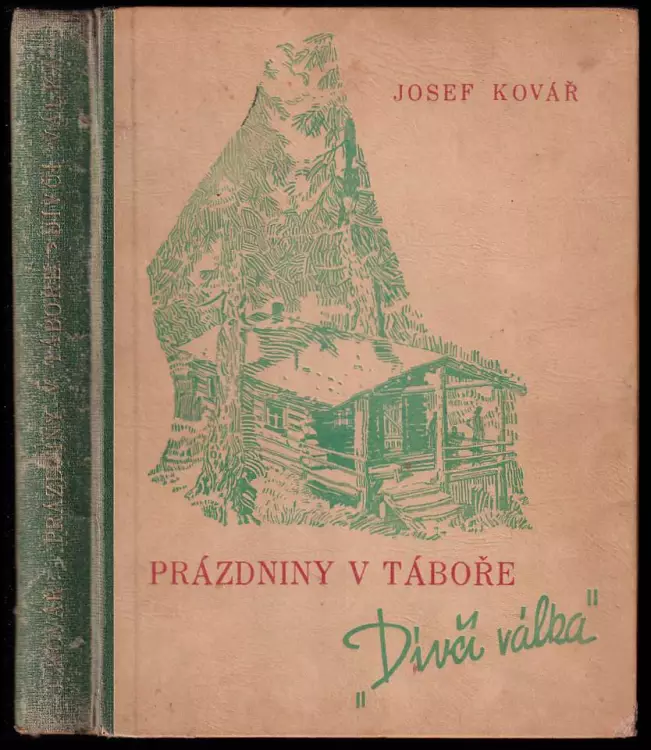 JOSEF KOVÁŘ
PRÁZDNINY V TÁBOŘE
„Dívčí válka"
J. KOVÁŘ: PRÁZDNINY V TÁBOŘE - DÍVČÍ VÁLKA